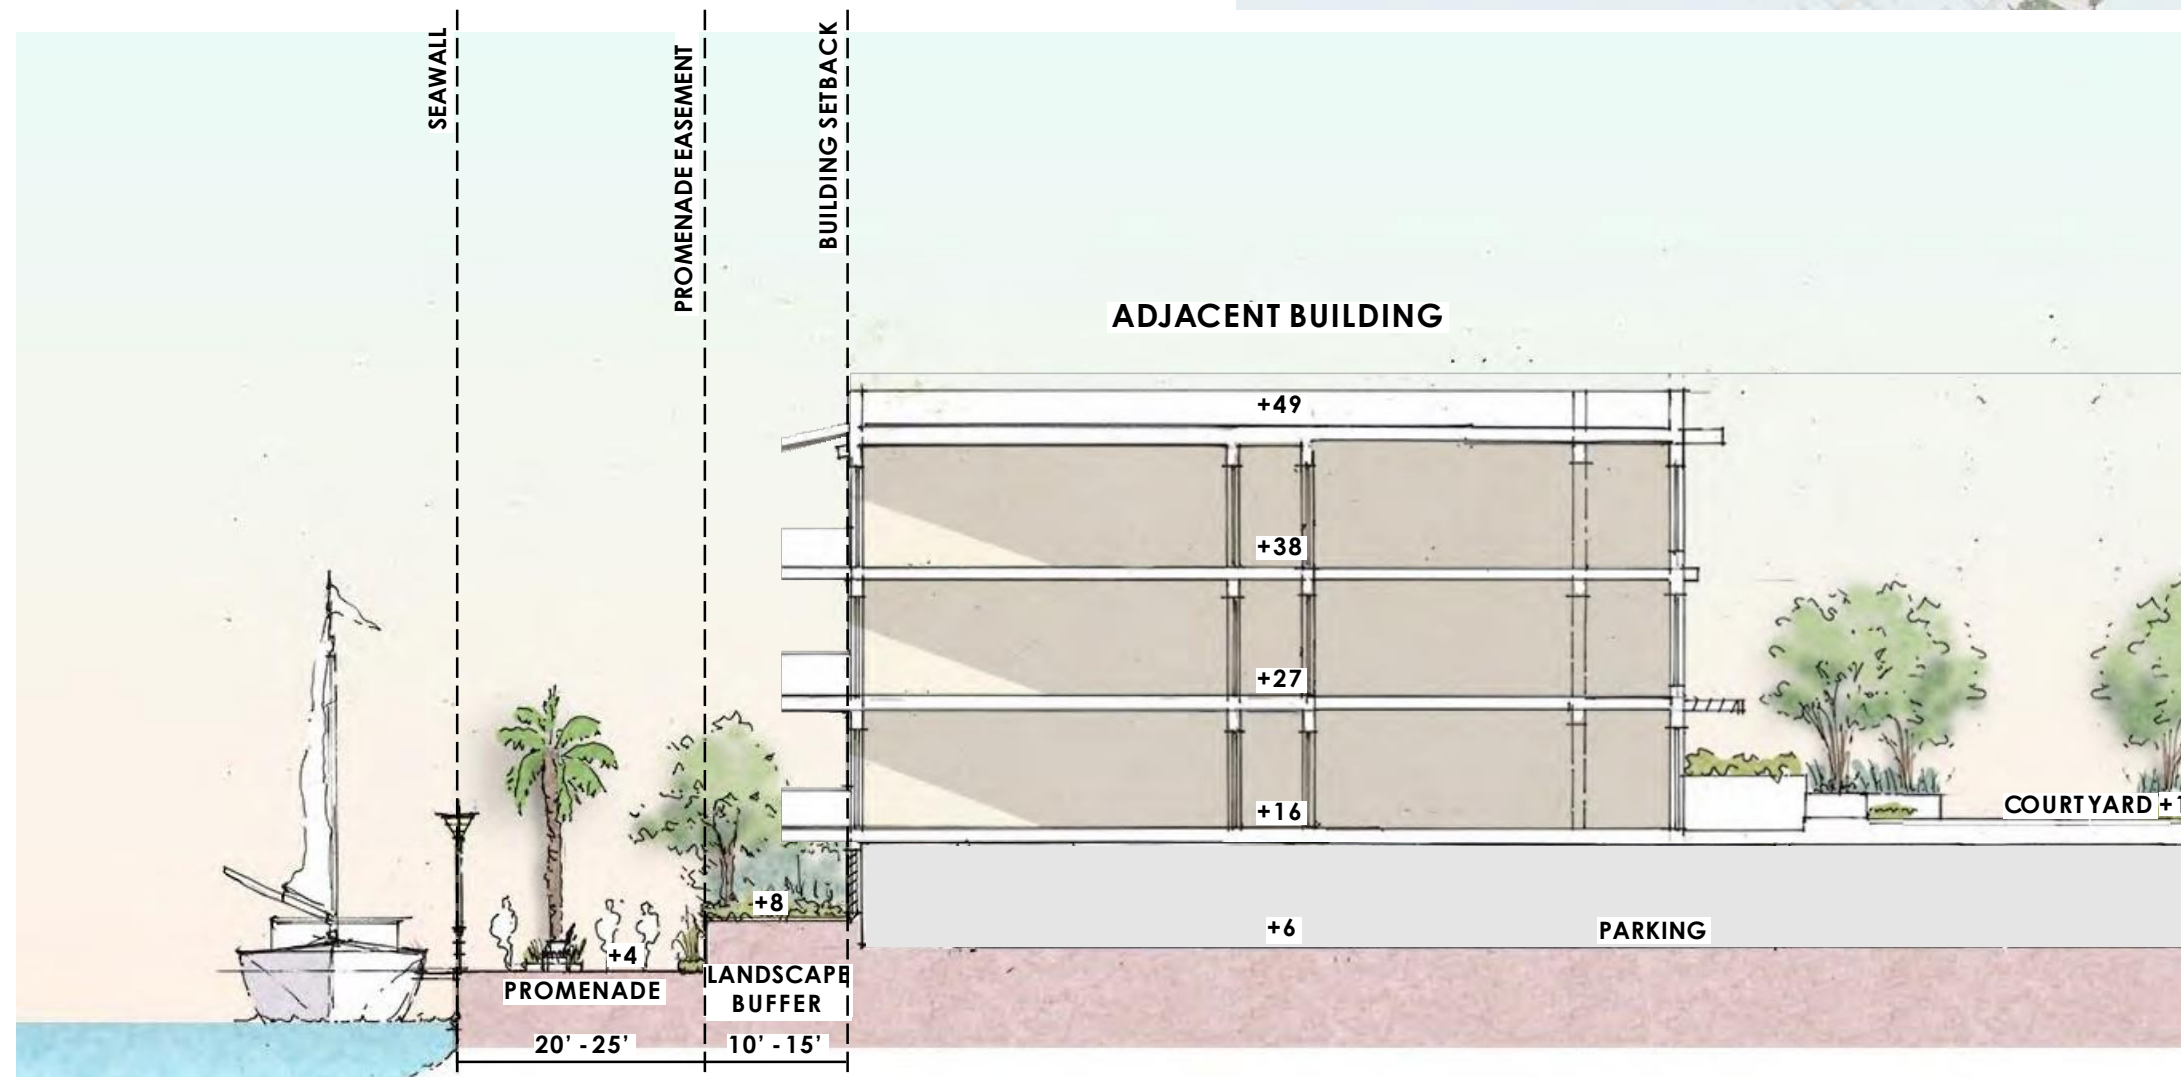 SEAWALL
PROMENADE EASEMENT
BUILDING SETBACK
ADJACENT BUILDING
+49
+38
+27
+16
COURTYARD
+8
+6
PARKING
+4
PROMENADE
LANDSCAPE
BUFFER
20' - 25'
10' - 15'